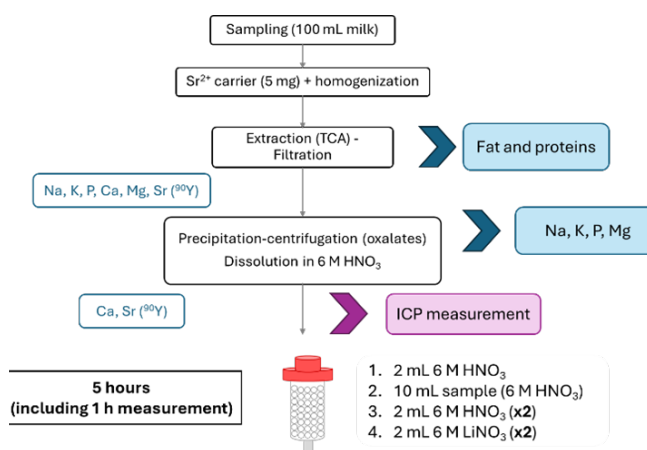 Sampling (100 mL milk)
Sr²⁺ carrier (5 mg) + homogenization
Extraction (TCA) -
Filtration
Fat and proteins
Na, K, P, Ca, Mg, Sr (⁹⁰Y)
Precipitation-centrifugation (oxalates)
Dissolution in 6 M HNO₃
Na, K, P, Mg
Ca, Sr (⁹⁰Y)
ICP measurement
5 hours
(including 1 h measurement)
1. 2 mL 6 M HNO₃
2. 10 mL sample (6 M HNO₃)
3. 2 mL 6 M HNO₃ (x2)
4. 2 mL 6 M LiNO₃ (x2)